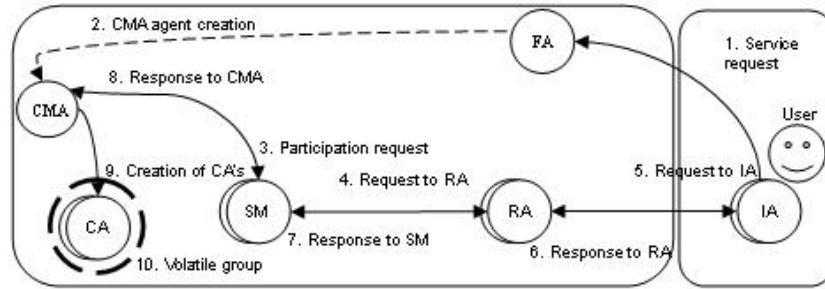 2. CMA agent creation
FA
1. Service
request
8. Response to CMA
CMA
User
3. Participation request
9. Creation of CA's
4. Request to RA
5. Request to IA
CA
SM
RA
IA
7. Response to SM
6. Response to RA
10. Volatile group